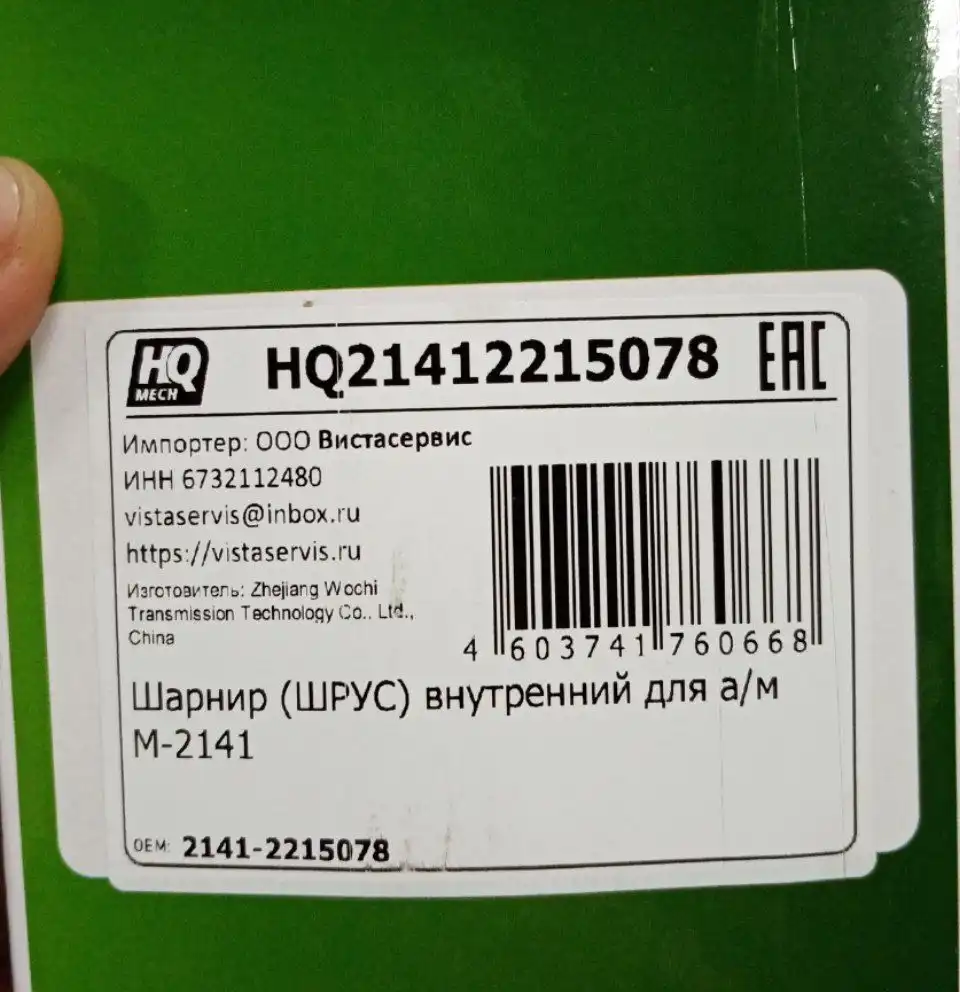 HQ MECH
HQ21412215078
EAC
Импортер: ООО Вистасервис
ИНН 6732112480
vistaservis@inbox.ru
https://vistaservis.ru
Изготовитель: Zhejiang Wochi
Transmission Technology Co., Ltd.,
China
4 603741 760668
Шарнир (ШРУС) внутренний для а/м
М-2141
OEM: 2141-2215078